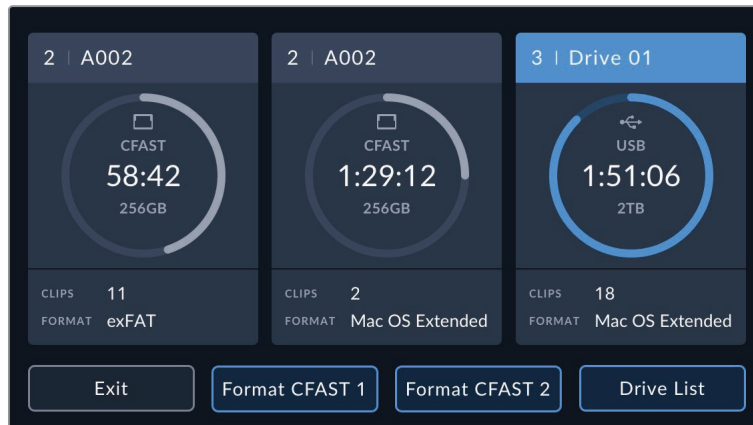 2 | A002
CFAST
58:42
256GB
CLIPS 11
FORMAT exFAT
2 | A002
CFAST
1:29:12
256GB
CLIPS 2
FORMAT Mac OS Extended
3 | Drive 01
USB
1:51:06
2TB
CLIPS 18
FORMAT Mac OS Extended
Exit
Format CFAST 1
Format CFAST 2
Drive List